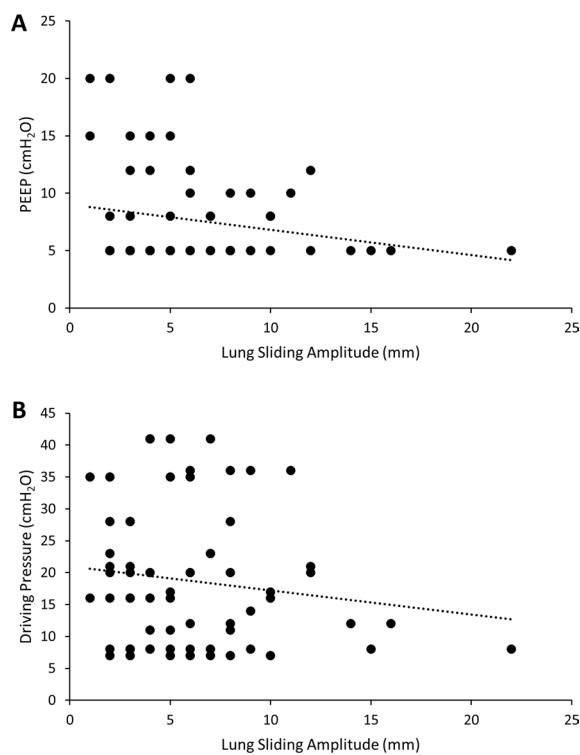 A
25
20
15
10
5
0
PEEP (cmH₂O)
0 5 10 15 20 25
Lung Sliding Amplitude (mm)
B
45
40
35
30
25
20
15
10
5
0
Driving Pressure (cmH₂O)
0 5 10 15 20 25
Lung Sliding Amplitude (mm)